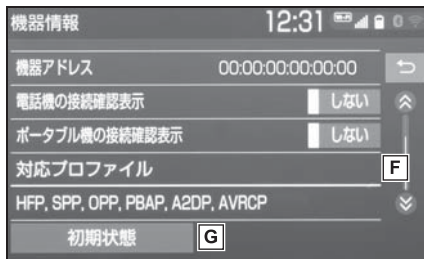 機器情報 12:31 0
機器アドレス 00:00:00:00:00:00
電話機の接続確認表示 しない
ポータブル機の接続確認表示 しない
対応プロファイル F
HFP, SPP, OPP, PBAP, A2DP, AVRCP
初期状態 G